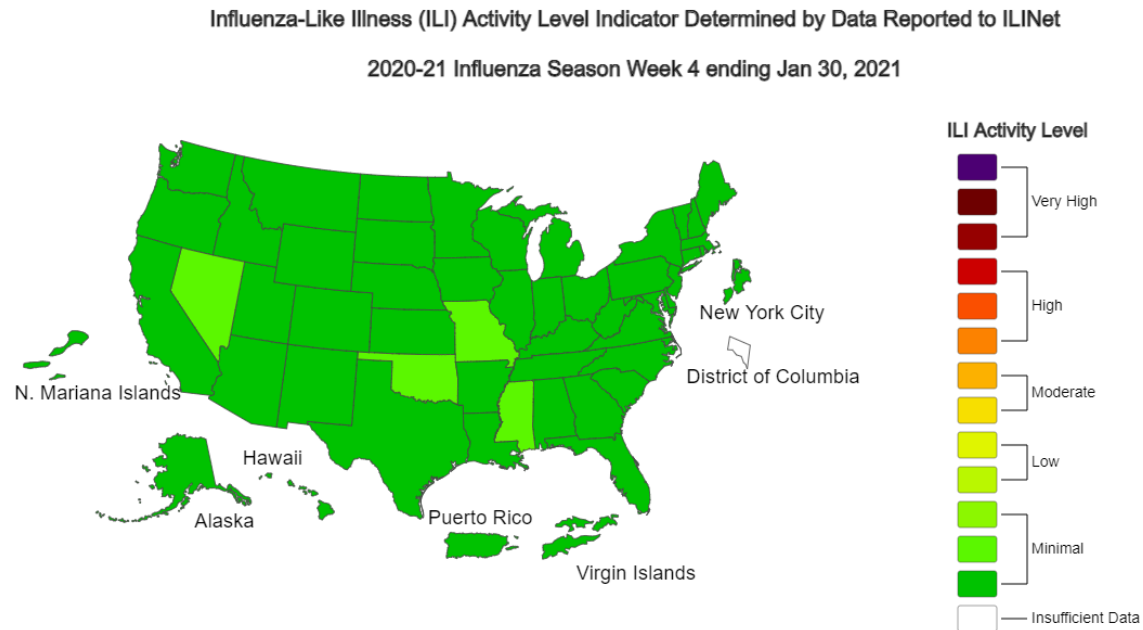 Influenza-Like Illness (ILI) Activity Level Indicator Determined by Data Reported to ILINet
2020-21 Influenza Season Week 4 ending Jan 30, 2021
ILI Activity Level
Very High
High
Moderate
Low
Minimal
Insufficient Data
New York City
District of Columbia
N. Mariana Islands
Hawaii
Alaska
Puerto Rico
Virgin Islands